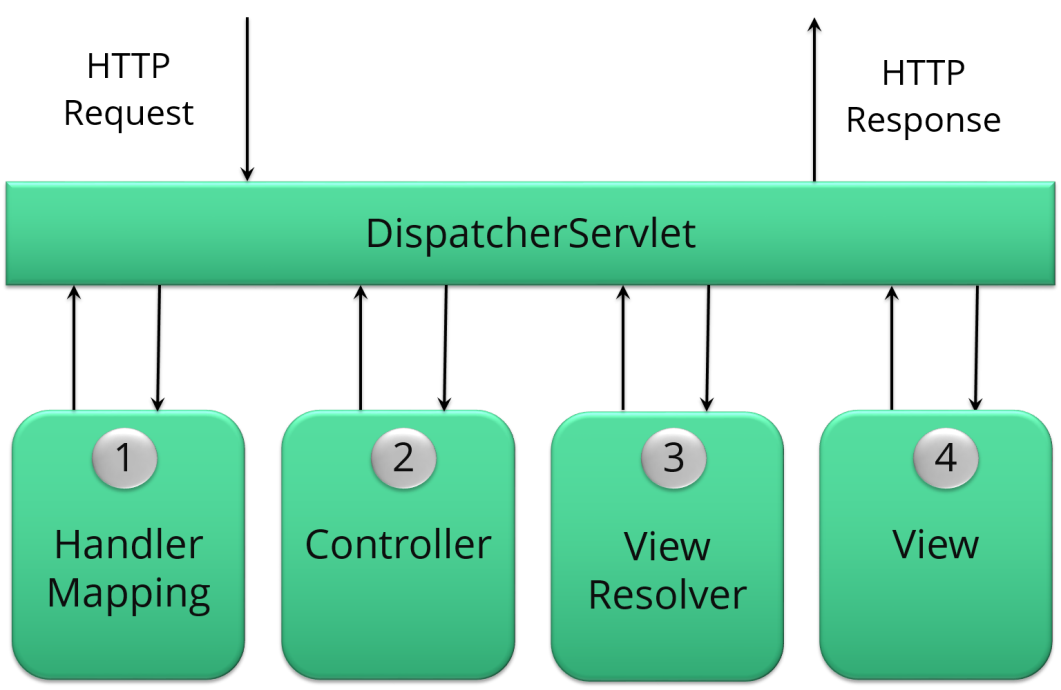 HTTP
Request
HTTP
Response
DispatcherServlet
1
Handler
Mapping
2
Controller
3
View
Resolver
4
View